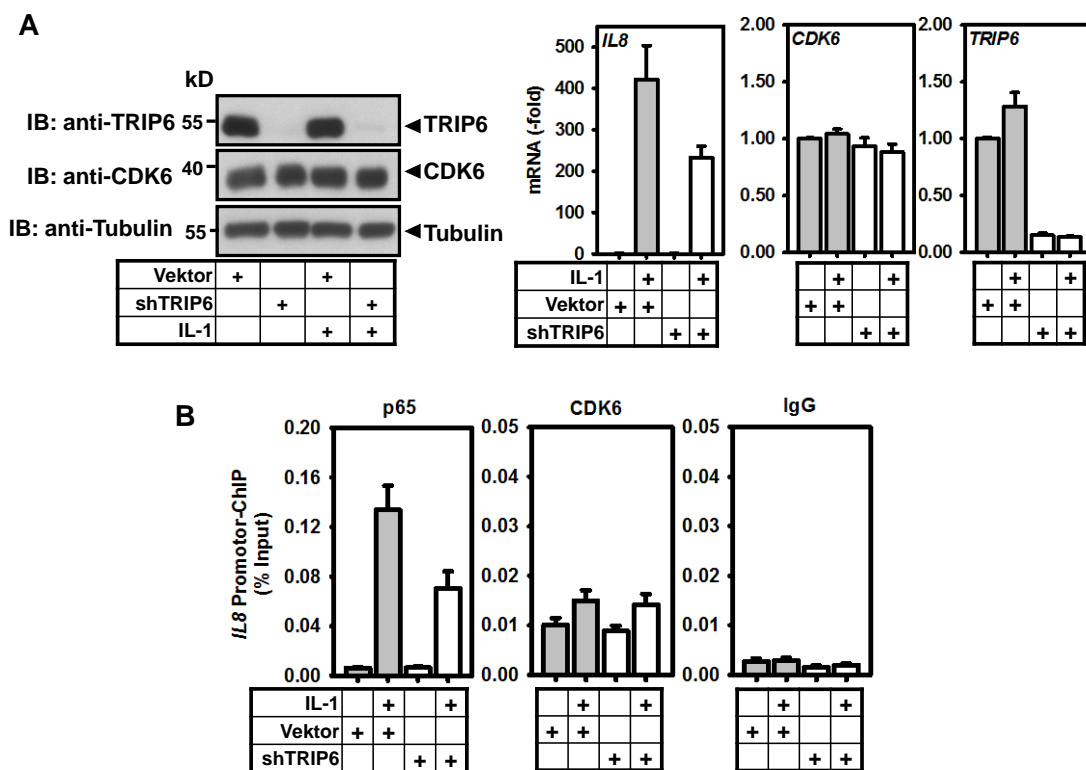 A
kD
IB: anti-TRIP6 55 TRIP6
IB: anti-CDK6 40 CDK6
IB: anti-Tubulin 55 Tubulin
Vektor + +
shTRIP6 + +
IL-1 + +
mRNA (-fold)
IL8
500
400
300
200
100
0
IL-1 + +
Vektor + +
shTRIP6 + +
CDK6
2.00
1.50
1.00
0.50
0.00
+ +
+ +
+ +
TRIP6
2.00
1.50
1.00
0.50
0.00
+ +
+ +
+ +
B
IL8 Promotor-ChIP
(% Input)
p65
0.20
0.16
0.12
0.08
0.04
0.00
IL-1 + +
Vektor + +
shTRIP6 + +
CDK6
0.05
0.04
0.03
0.02
0.01
0.00
+ +
+ +
+ +
IgG
0.05
0.04
0.03
0.02
0.01
0.00
+ +
+ +
+ +